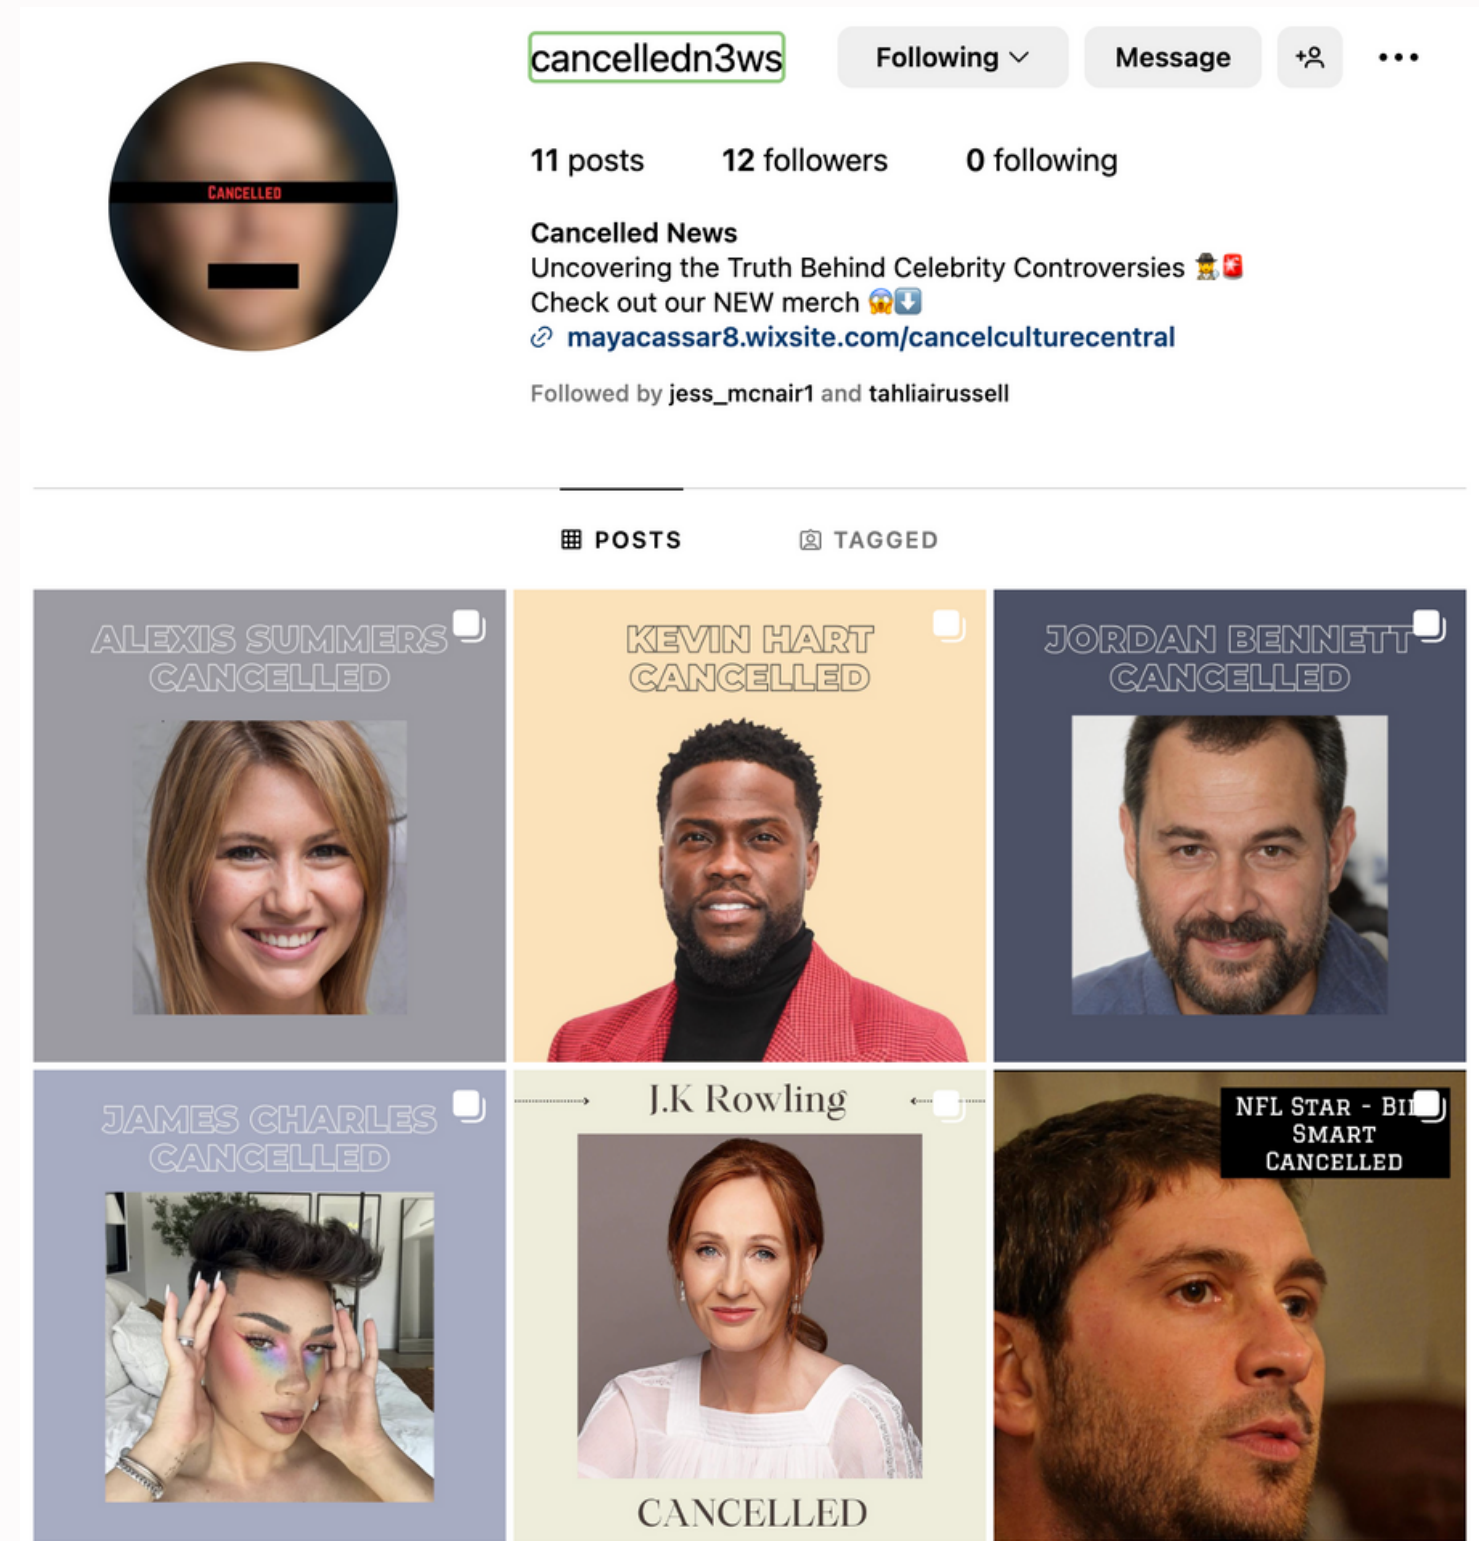 cancelledn3ws
Following
Message
11 posts
12 followers
0 following
CANCELLED
Cancelled News
Uncovering the Truth Behind Celebrity Controversies 🕵️🚨
Check out our NEW merch 😱⬇️
mayacassar8.wixsite.com/cancelculturecentral
Followed by jess_mcnair1 and tahliairussell
POSTS
TAGGED
ALEXIS SUMMERS
CANCELLED
KEVIN HART
CANCELLED
JORDAN BENNETT
CANCELLED
JAMES CHARLES
CANCELLED
J.K Rowling
CANCELLED
NFL STAR -
SMART
CANCELLED